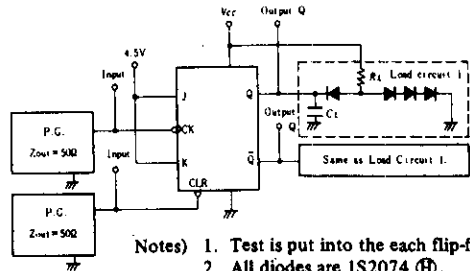 Vcc
Output Q
4.5V
Input
RL
Load circuit 1
J
Q
CL
P.G.
Zout = 50Ω
CK
Output
Q̄
Input
K
Q̄
Same as Load Circuit 1.
CLR
P.G.
Zout = 50Ω
Notes) 1. Test is put into the each flip-f
2. All diodes are 1S2074 Ⓗ.